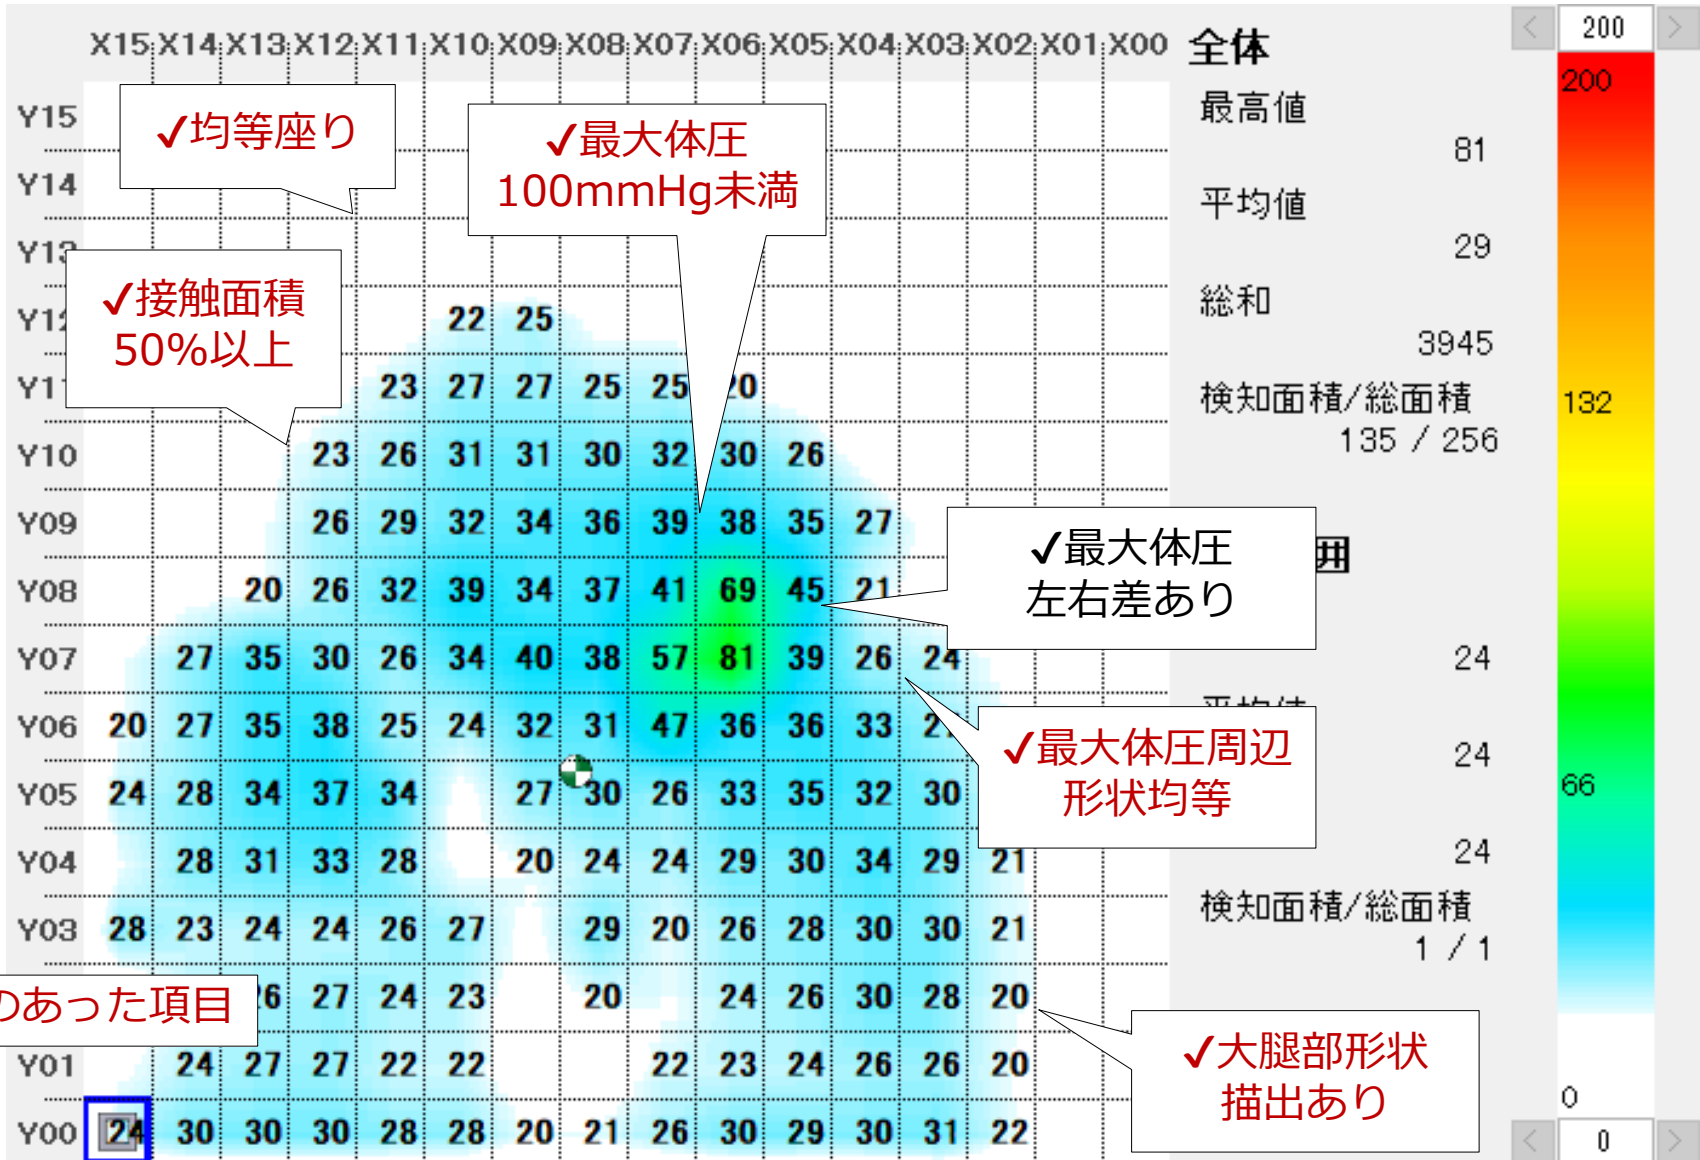 X15 X14 X13 X12 X11 X10 X09 X08 X07 X06 X05 X04 X03 X02 X01 X00
全体
200
200
Y15
✓均等座り
✓最大体圧
100mmHg未満
最高値
81
Y14
平均値
29
Y13
✓接触面積
50%以上
総和
3945
Y12 22 25
Y11 23 27 27 25 25 20
検知面積/総面積
135 / 256
132
Y10 23 26 31 31 30 32 30 26
Y09 26 29 32 34 36 39 38 35 27
✓最大体圧
左右差あり
囲
Y08 20 26 32 39 34 37 41 69 45 21
Y07 27 35 30 26 34 40 38 57 81 39 26 24
24
平均値
24
Y06 20 27 35 38 25 24 32 31 47 36 36 33
✓最大体圧周辺
形状均等
66
Y05 24 28 34 37 34 27 30 26 33 35 32 30
Y04 28 31 33 28 20 24 24 29 30 34 29 21
24
検知面積/総面積
1 / 1
Y03 28 23 24 24 26 27 29 20 26 28 30 30 21
のあった項目
26 27 24 23 20 24 26 30 28 20
✓大腿部形状
描出あり
Y01 24 27 27 22 22 22 23 24 26 26 20
0
Y00 24 30 30 30 28 28 20 21 26 30 29 30 31 22
0